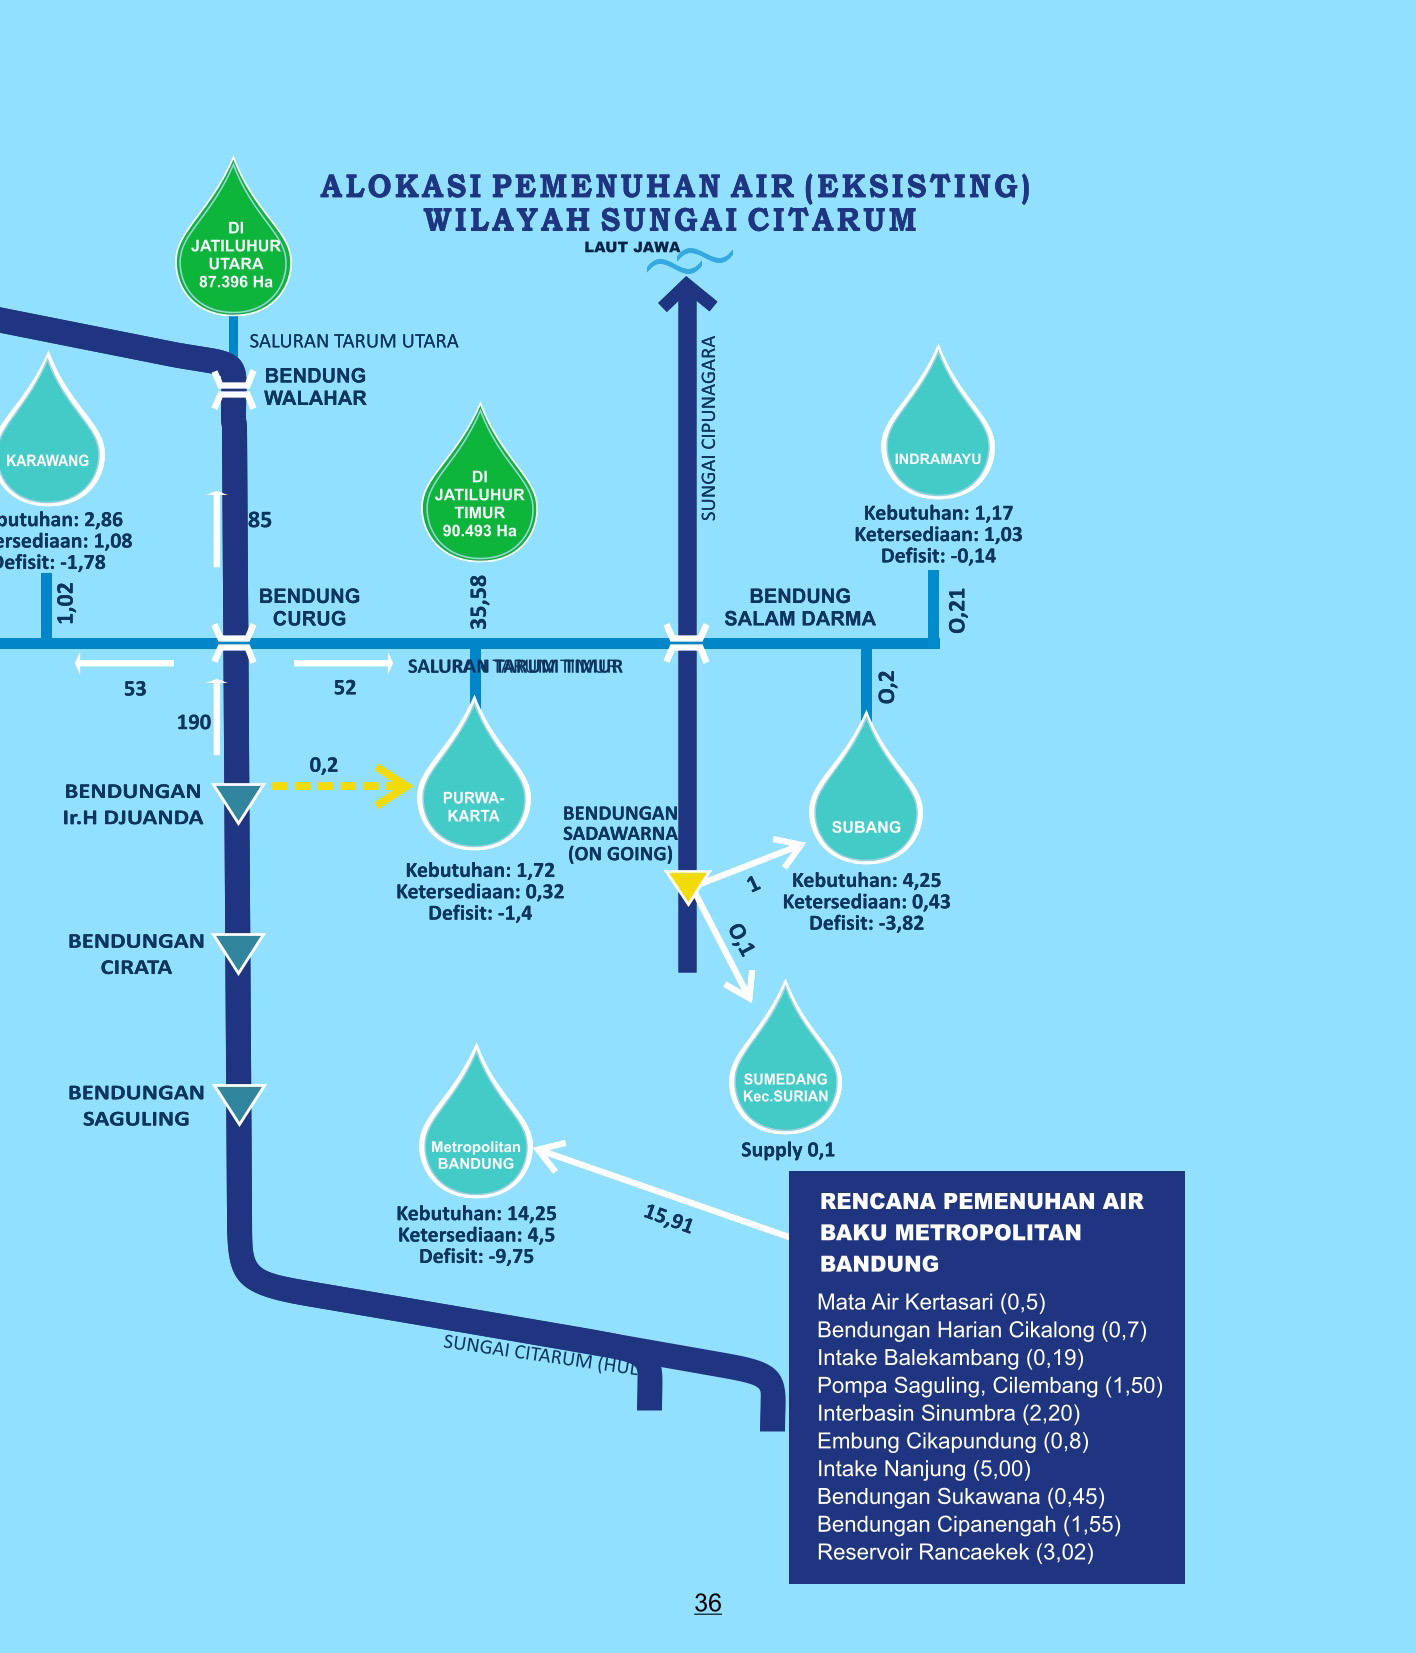 ALOKASI PEMENUHAN AIR (EKSISTING)
WILAYAH SUNGAI CITARUM
LAUT JAWA
DI
JATILUHUR
UTARA
87.396 Ha
SALURAN TARUM UTARA
BENDUNG
WALAHAR
SUNGAI CIPUNAGARA
KARAWANG
butuhan: 2,86
ersediaan: 1,08
Defisit: -1,78
1,02
85
DI
JATILUHUR
TIMUR
90.493 Ha
35,58
INDRAMAYU
Kebutuhan: 1,17
Ketersediaan: 1,03
Defisit: -0,14
O,21
BENDUNG
CURUG
BENDUNG
SALAM DARMA
53
52
SALURAN TARUM TIMUR
190
O,2
BENDUNGAN
Ir.H DJUANDA
0,2
PURWA-
KARTA
Kebutuhan: 1,72
Ketersediaan: 0,32
Defisit: -1,4
BENDUNGAN
SADAWARNA
(ON GOING)
1
O,1
SUBANG
Kebutuhan: 4,25
Ketersediaan: 0,43
Defisit: -3,82
BENDUNGAN
CIRATA
SUMEDANG
Kec.SURIAN
Supply 0,1
BENDUNGAN
SAGULING
Metropolitan
BANDUNG
Kebutuhan: 14,25
Ketersediaan: 4,5
Defisit: -9,75
15,91
SUNGAI CITARUM (HUL
RENCANA PEMENUHAN AIR
BAKU METROPOLITAN
BANDUNG
Mata Air Kertasari (0,5)
Bendungan Harian Cikalong (0,7)
Intake Balekambang (0,19)
Pompa Saguling, Cilembang (1,50)
Interbasin Sinumbra (2,20)
Embung Cikapundung (0,8)
Intake Nanjung (5,00)
Bendungan Sukawana (0,45)
Bendungan Cipanengah (1,55)
Reservoir Rancaekek (3,02)
36